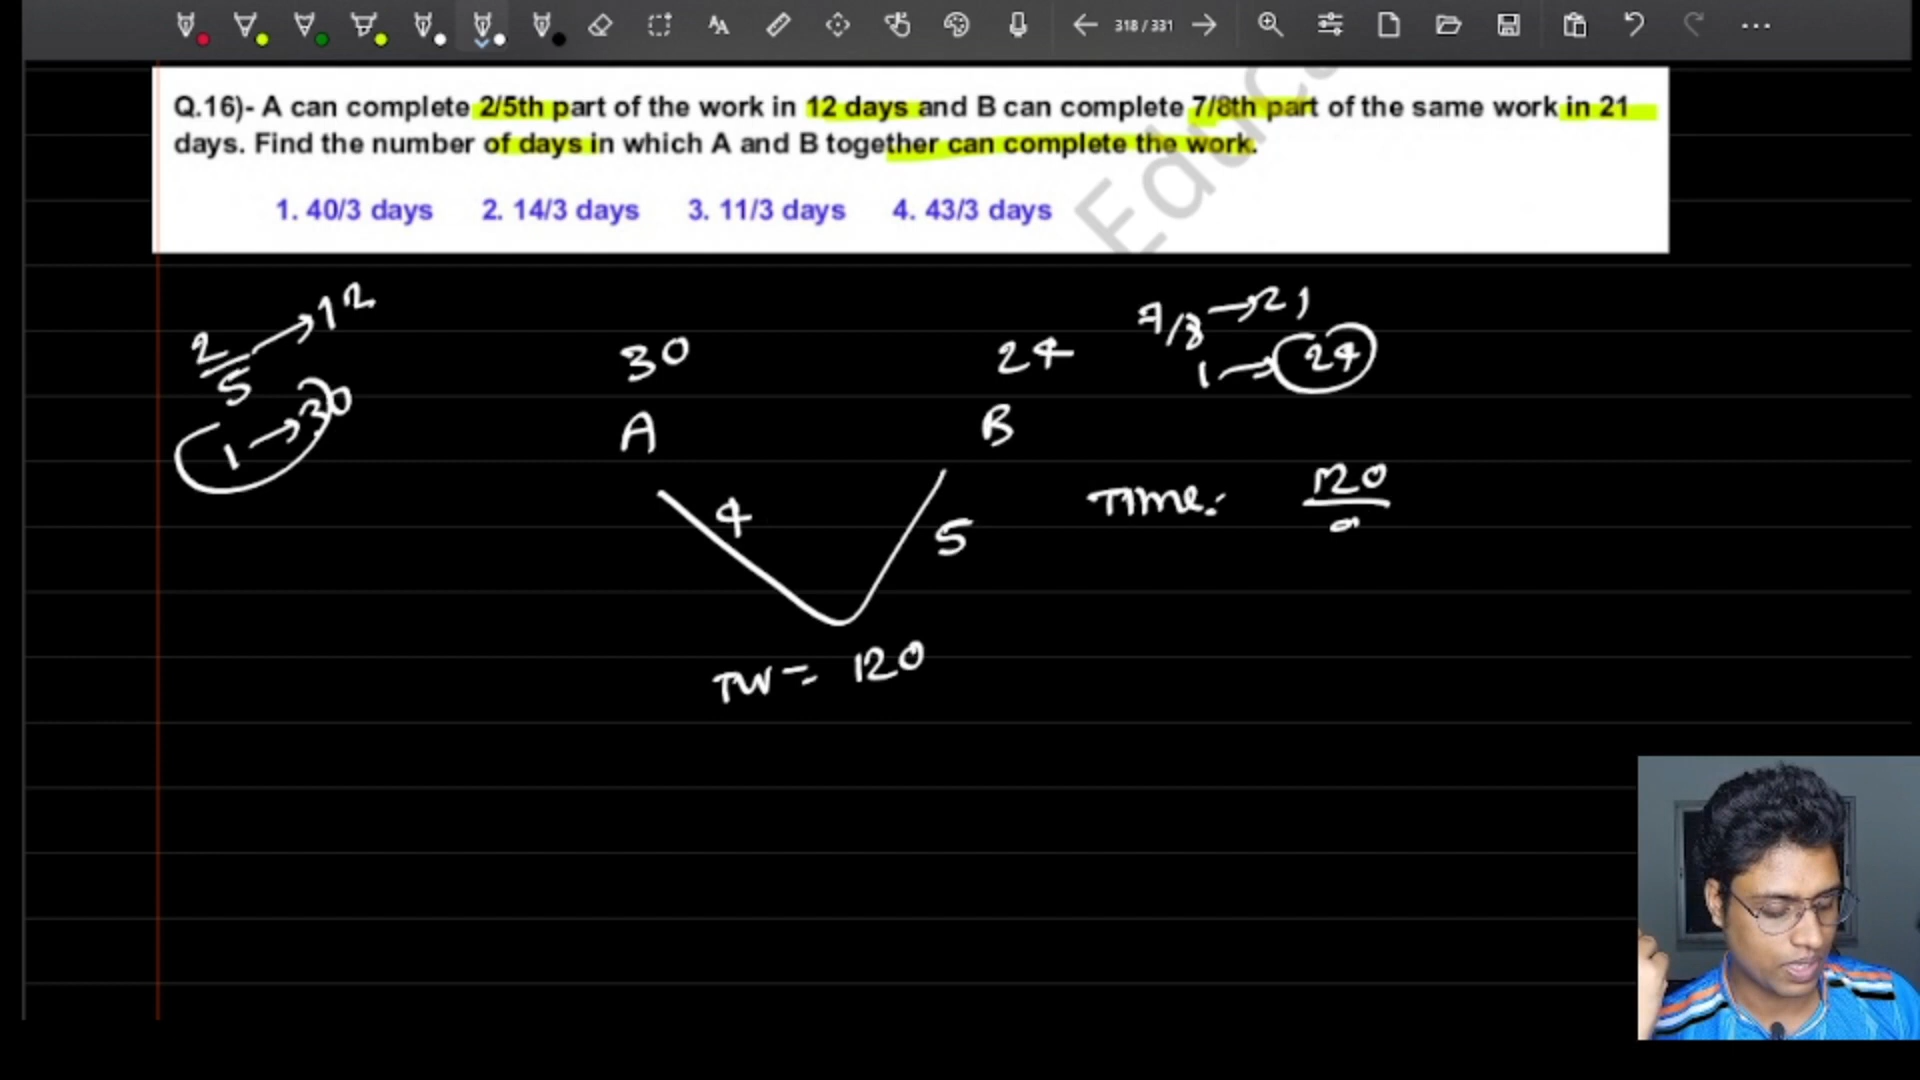 318 / 331
Q.16)- A can complete 2/5th part of the work in 12 days and B can complete 7/8th part of the same work in 21
days. Find the number of days in which A and B together can complete the work.
1. 40/3 days 2. 14/3 days 3. 11/3 days 4. 43/3 days
2/5 → 12
1 → 30
30 24
A B
7/8 → 21
1 → 24
4 5
TIME: 120
TW = 120